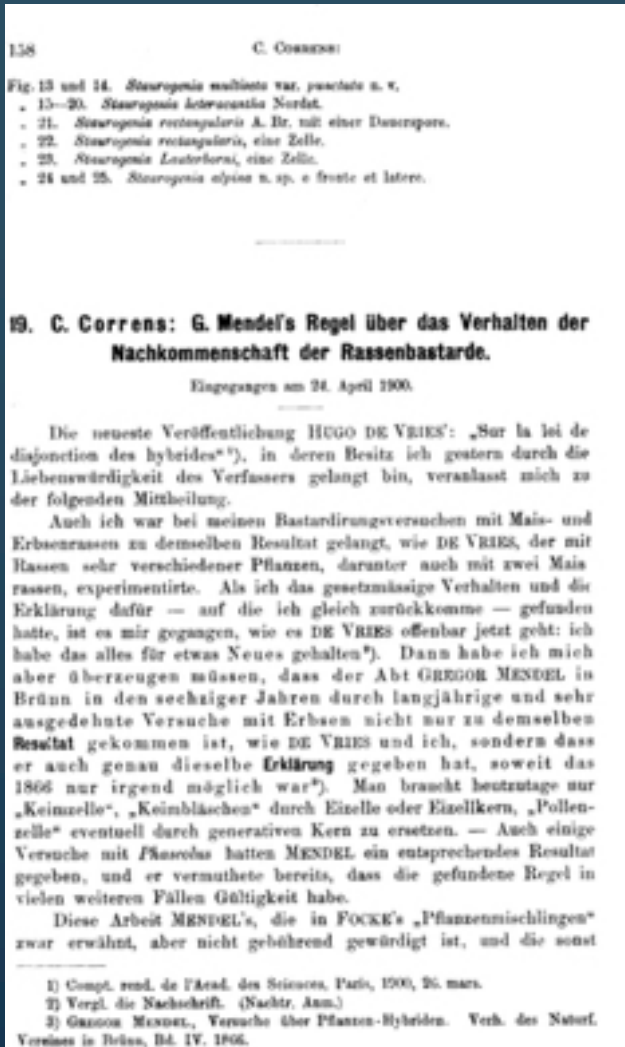 158 C. CORRENS:
Fig. 13 und 14. Staurogenia multiseta var. punctata n. v.
„ 15—20. Staurogenia heteracantha Nordst.
„ 21. Staurogenia rectangularis A. Br. mit einer Dauerspore.
„ 22. Staurogenia rectangularis, eine Zelle.
„ 23. Staurogenia Lauterborni, eine Zelle.
„ 24 und 25. Staurogenia alpina n. sp. e fronte et latere.
19. C. Correns: G. Mendel's Regel über das Verhalten der
Nachkommenschaft der Rassenbastarde.
Eingegangen am 24. April 1900.
Die neueste Veröffentlichung HUGO DE VRIES': „Sur la loi de
disjonction des hybrides“ ¹), in deren Besitz ich gestern durch die
Liebenswürdigkeit des Verfassers gelangt bin, veranlasst mich zu
der folgenden Mittheilung.
Auch ich war bei meinen Bastardirungsversuchen mit Mais- und
Erbsenrassen zu demselben Resultat gelangt, wie DE VRIES, der mit
Rassen sehr verschiedener Pflanzen, darunter auch mit zwei Mais
rassen, experimentirte. Als ich das gesetzmässige Verhalten und die
Erklärung dafür — auf die ich gleich zurückkomme — gefunden
hatte, ist es mir gegangen, wie es DE VRIES offenbar jetzt geht: ich
habe das alles für etwas Neues gehalten²). Dann habe ich mich
aber überzeugen müssen, dass der Abt GREGOR MENDEL in
Brünn in den sechziger Jahren durch langjährige und sehr
ausgedehnte Versuche mit Erbsen nicht nur zu demselben
Resultat gekommen ist, wie DE VRIES und ich, sondern dass
er auch genau dieselbe Erklärung gegeben hat, soweit das
1866 nur irgend möglich war³). Man braucht heutzutage nur
„Keimzelle“, „Keimbläschen“ durch Eizelle oder Eizellkern, „Pollen-
zelle“ eventuell durch generativen Kern zu ersetzen. — Auch einige
Versuche mit Phaseolus hatten MENDEL ein entsprechendes Resultat
gegeben, und er vermuthete bereits, dass die gefundene Regel in
vielen weiteren Fällen Gültigkeit habe.
Diese Arbeit MENDEL's, die in FOCKE's „Pflanzenmischlingen“
zwar erwähnt, aber nicht gebührend gewürdigt ist, und die sonst
1) Compt. rend. de l'Acad. des Sciences, Paris, 1900, 26. mars.
2) Vergl. die Nachschrift. (Nachtr. Anm.)
3) GREGOR MENDEL, Versuche über Pflanzen-Hybriden. Verh. des Naturf.
Vereines in Brünn, Bd. IV. 1866.